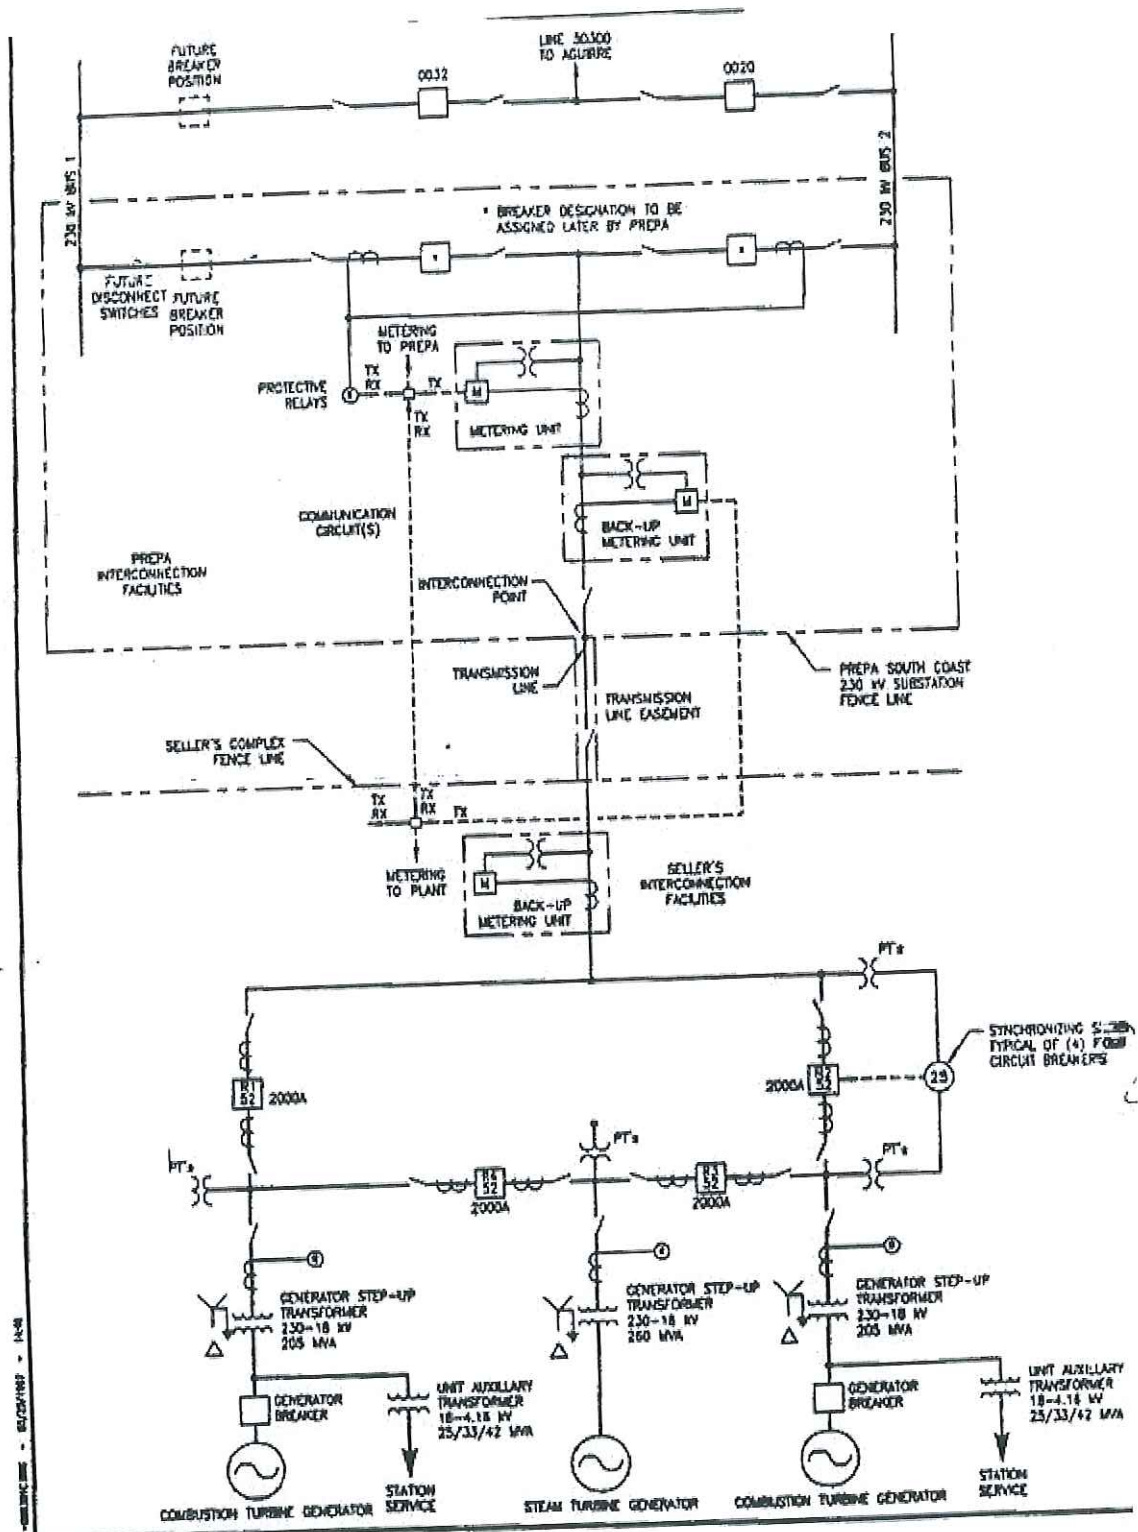 FUTURE
BREAKER
POSITION
LINE 50300
TO AGUIRRE
0032
0020
230 kV BUS 1
230 kV BUS 2
* BREAKER DESIGNATION TO BE
ASSIGNED LATER BY PREPA
FUTURE
DISCONNECT
SWITCHES
FUTURE
BREAKER
POSITION
METERING
TO PREPA
PROTECTIVE
RELAYS
TX
RX
TX
M
TX
RX
METERING UNIT
M
BACK-UP
METERING UNIT
COMMUNICATION
CIRCUIT(S)
PREPA
INTERCONNECTION
FACILITIES
INTERCONNECTION
POINT
TRANSMISSION
LINE
TRANSMISSION
LINE EASEMENT
PREPA SOUTH COAST
230 kV SUBSTATION
FENCE LINE
SELLER'S COMPLEX
FENCE LINE
TX
RX
TX
RX
TX
METERING
TO PLANT
M
BACK-UP
METERING UNIT
SELLER'S
INTERCONNECTION
FACILITIES
PT's
SYNCHRONIZING
TYPICAL OF (4) FOUR
CIRCUIT BREAKERS
R1
52
2000A
2000A
R2
52
25
PT's
PT's
PT's
R4
52
2000A
R3
52
2000A
GENERATOR STEP-UP
TRANSFORMER
230-18 kV
205 MVA
GENERATOR STEP-UP
TRANSFORMER
230-18 kV
260 MVA
GENERATOR STEP-UP
TRANSFORMER
230-18 kV
205 MVA
GENERATOR
BREAKER
UNIT AUXILLARY
TRANSFORMER
18-4.16 kV
25/33/42 MVA
GENERATOR
BREAKER
UNIT AUXILLARY
TRANSFORMER
18-4.16 kV
25/33/42 MVA
STATION
SERVICE
STATION
SERVICE
COMBUSTION TURBINE GENERATOR
STEAM TURBINE GENERATOR
COMBUSTION TURBINE GENERATOR